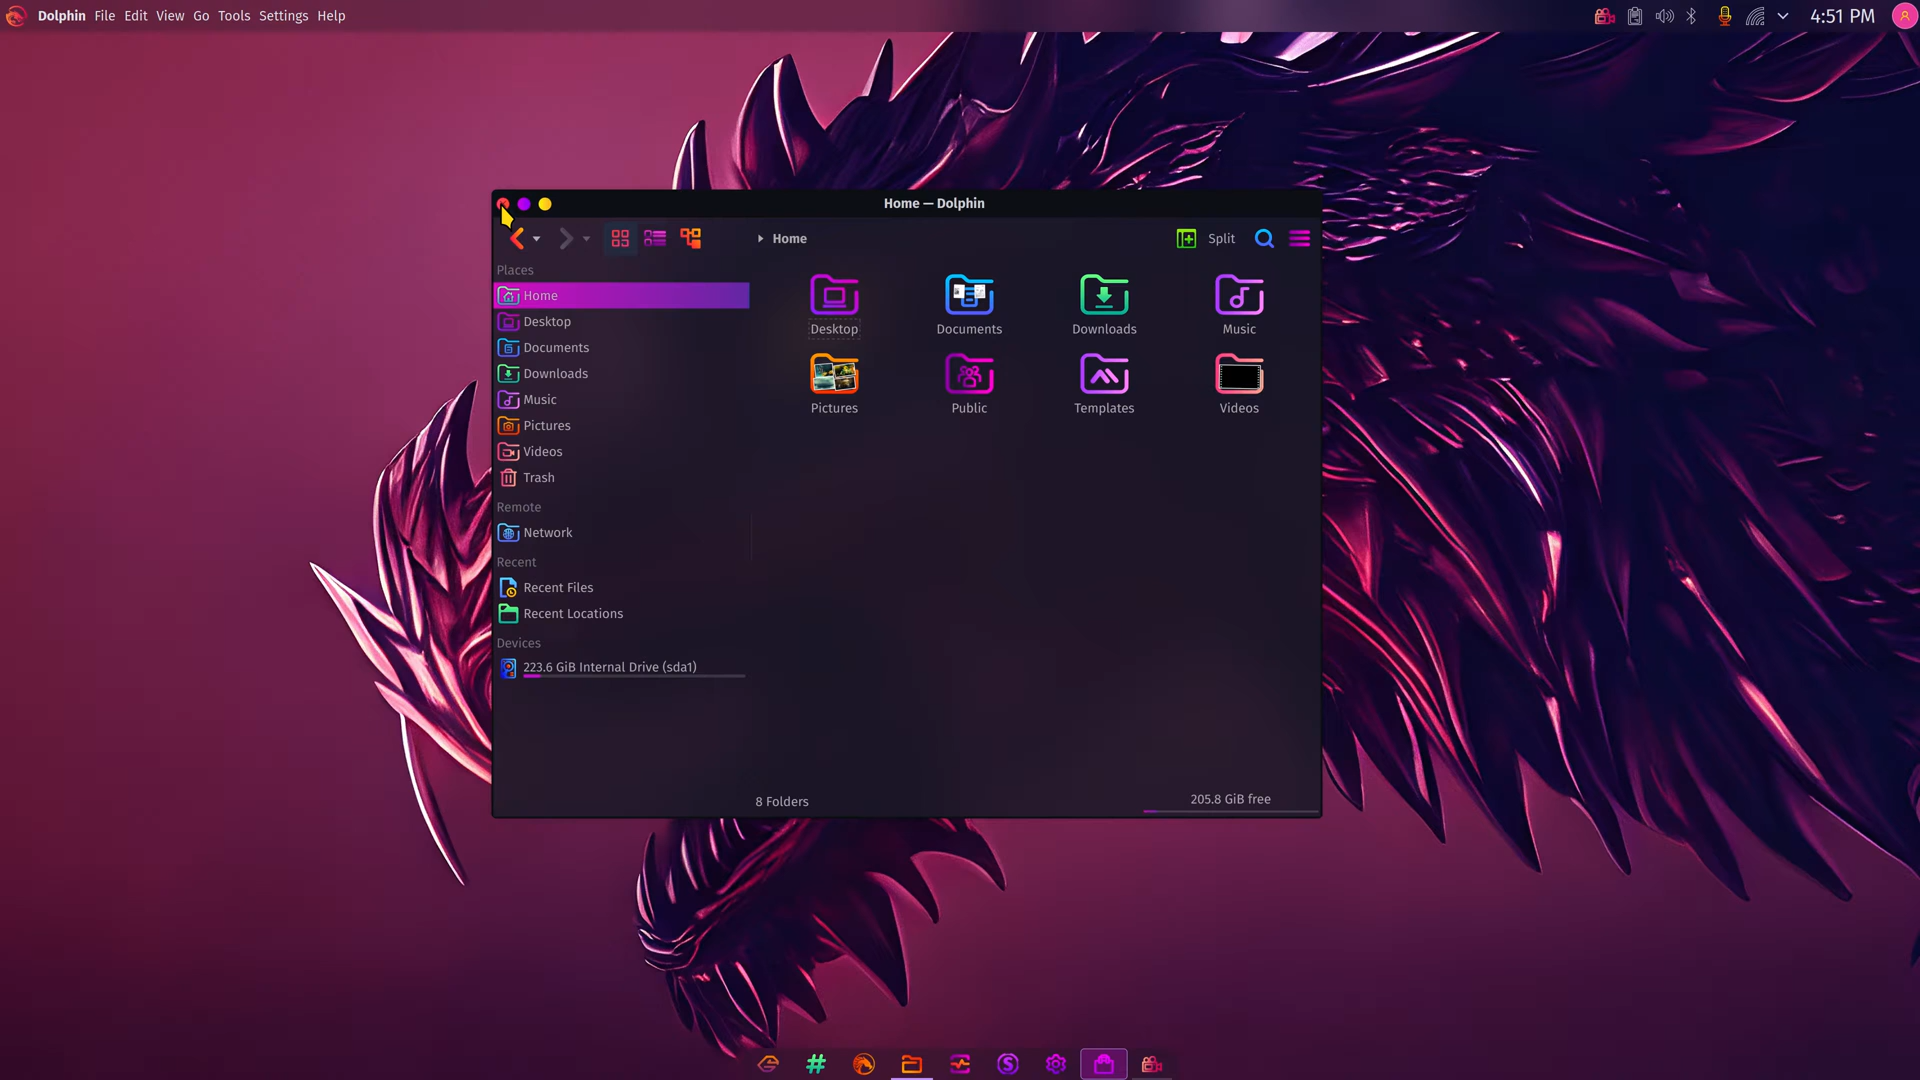 Dolphin File Edit View Go Tools Settings Help
4:51 PM
Home — Dolphin
Home
Split
Places
Home
Desktop
Documents
Downloads
Music
Pictures
Videos
Trash
Remote
Network
Recent
Recent Files
Recent Locations
Devices
223.6 GiB Internal Drive (sda1)
Desktop Documents Downloads Music
Pictures Public Templates Videos
8 Folders
205.8 GiB free